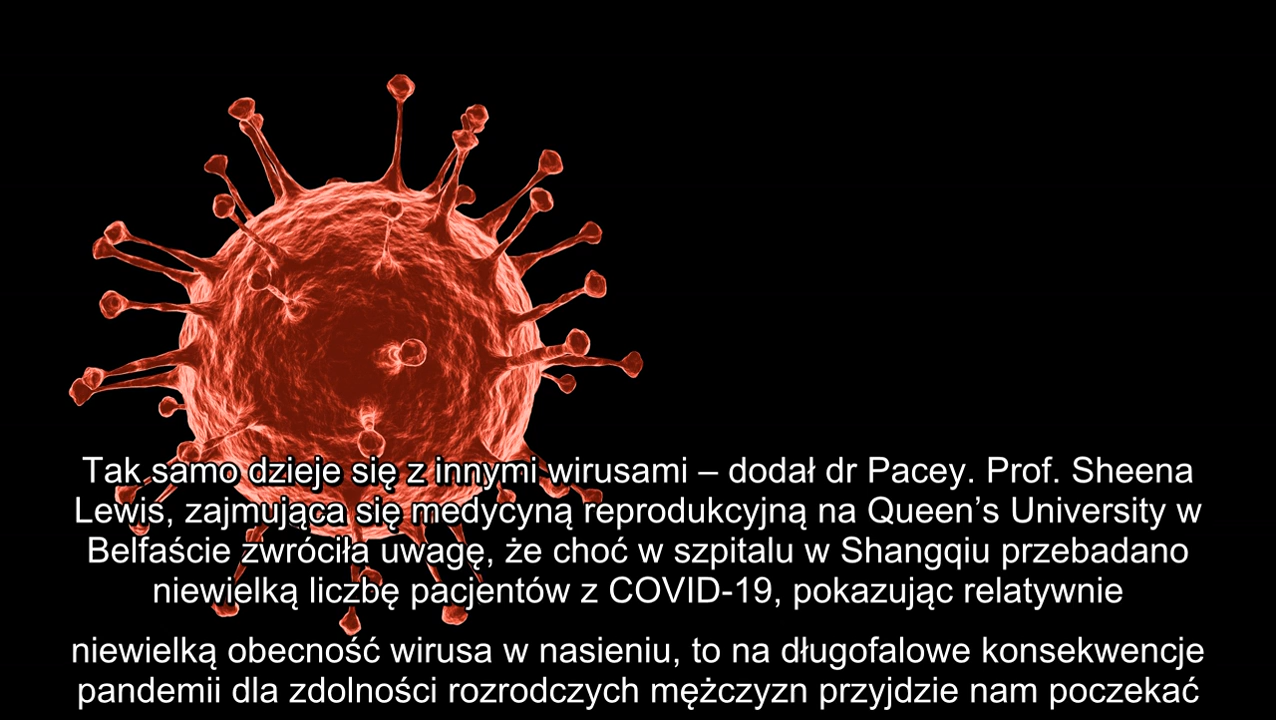 Tak samo dzieje się z innymi wirusami – dodał dr Pacey. Prof. Sheena
Lewis, zajmująca się medycyną reprodukcyjną na Queen’s University w
Belfaście zwróciła uwagę, że choć w szpitalu w Shangqiu przebadano
niewielką liczbę pacjentów z COVID-19, pokazując relatywnie
niewielką obecność wirusa w nasieniu, to na długofalowe konsekwencje
pandemii dla zdolności rozrodczych mężczyzn przyjdzie nam poczekać